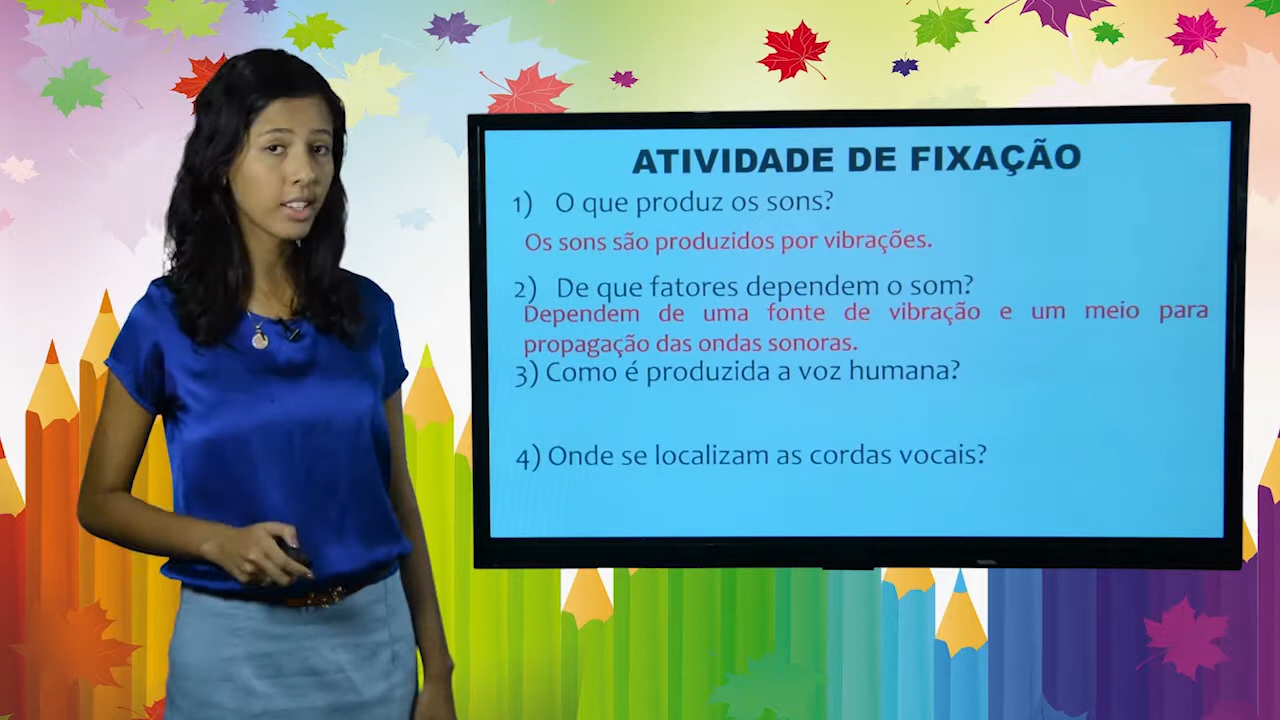 ATIVIDADE DE FIXAÇÃO
1) O que produz os sons?
Os sons são produzidos por vibrações.
2) De que fatores dependem o som?
Dependem de uma fonte de vibração e um meio para
propagação das ondas sonoras.
3) Como é produzida a voz humana?
4) Onde se localizam as cordas vocais?